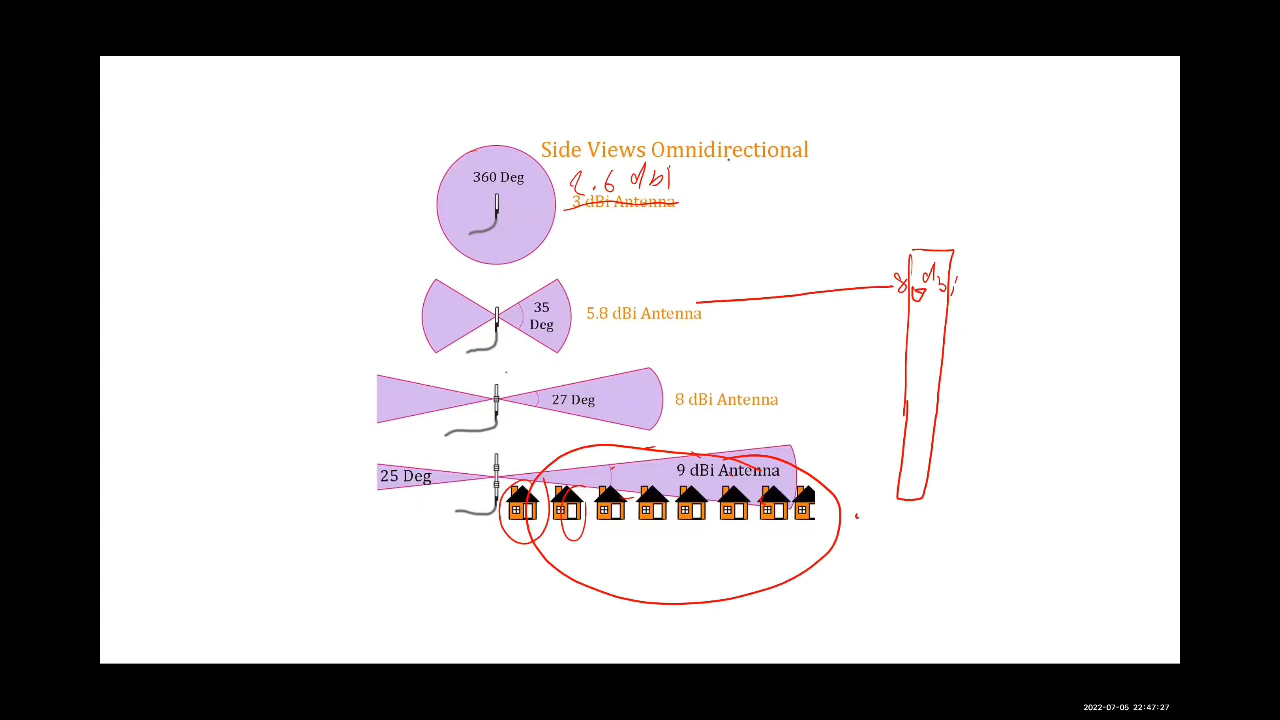 Side Views Omnidirectional
360 Deg
2.6 dbi
3 dBi Antenna
8 dbi
35
Deg
5.8 dBi Antenna
27 Deg
8 dBi Antenna
25 Deg
9 dBi Antenna
2022-07-05 22:47:27